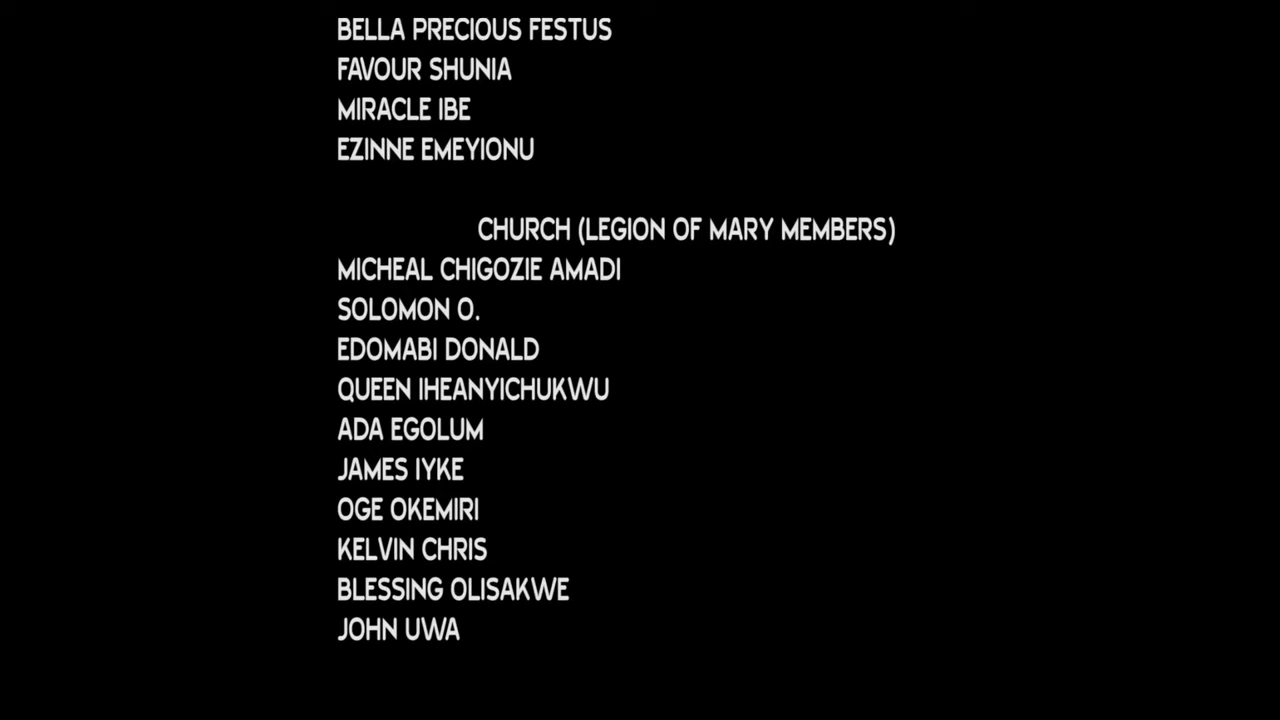 BELLA PRECIOUS FESTUS
FAVOUR SHUNIA
MIRACLE IBE
EZINNE EMEYIONU
CHURCH (LEGION OF MARY MEMBERS)
MICHEAL CHIGOZIE AMADI
SOLOMON O.
EDOMABI DONALD
QUEEN IHEANYICHUKWU
ADA EGOLUM
JAMES IYKE
OGE OKEMIRI
KELVIN CHRIS
BLESSING OLISAKWE
JOHN UWA